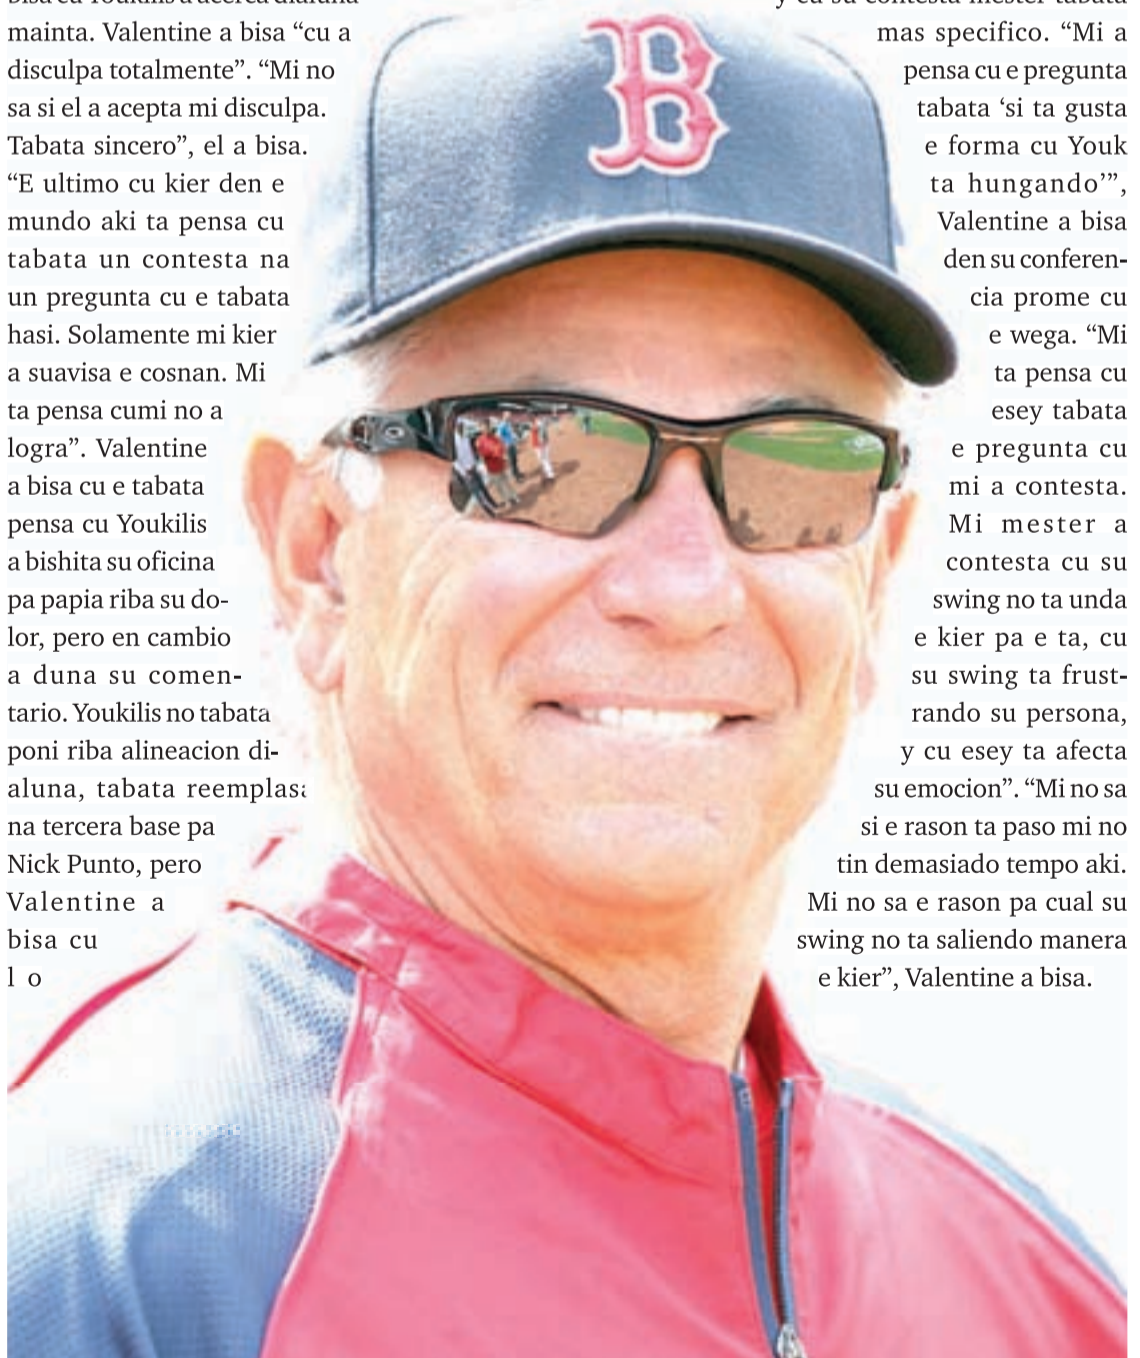 mainta. Valentine a bisa “cu a
disculpa totalmente”. “Mi no
sa si el a acepta mi disculpa.
Tabata sincero”, el a bisa.
“E ultimo cu kier den e
mundo aki ta pensa cu
tabata un contesta na
un pregunta cu e tabata
hasi. Solamente mi kier
a suavisa e cosnan. Mi
ta pensa cumi no a
logra”. Valentine
a bisa cu e tabata
pensa cu Youkilis
a bishita su oficina
pa papia riba su do-
lor, pero en cambio
a duna su comen-
tario. Youkilis no tabata
poni riba alineacion di-
aluna, tabata reemplasa
na tercera base pa
Nick Punto, pero
Valentine a
bisa cu
l o
y cu su contesta mester tabata
mas specifico. “Mi a
pensa cu e pregunta
tabata ‘si ta gusta
e forma cu Youk
ta hungando’”,
Valentine a bisa
den su conferen-
cia prome cu
e wega. “Mi
ta pensa cu
esey tabata
e pregunta cu
mi a contesta.
Mi mester a
contesta cu su
swing no ta unda
e kier pa e ta, cu
su swing ta frust-
rando su persona,
y cu esey ta afecta
su emocion”. “Mi no sa
si e rason ta paso mi no
tin demasiado tempo aki.
Mi no sa e rason pa cual su
swing no ta saliendo manera
e kier”, Valentine a bisa.
B